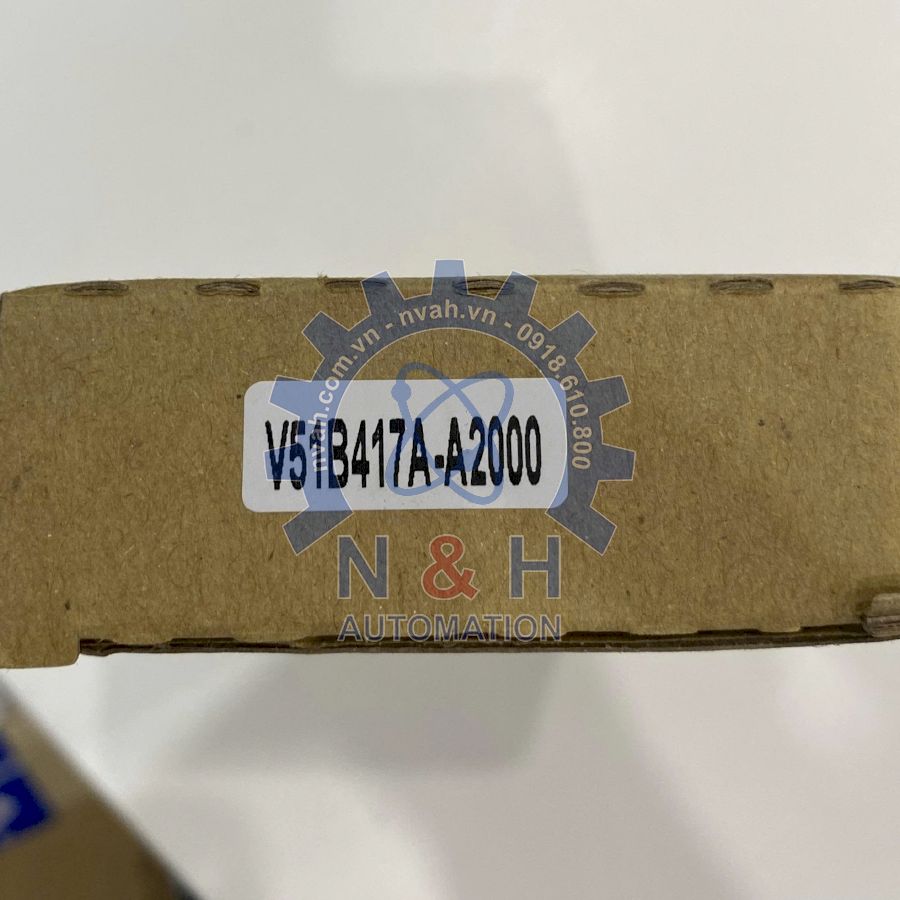 nvah.com.vn - nvah.vn - 0918.610.800
V51B417A-A2000
N & H
AUTOMATION